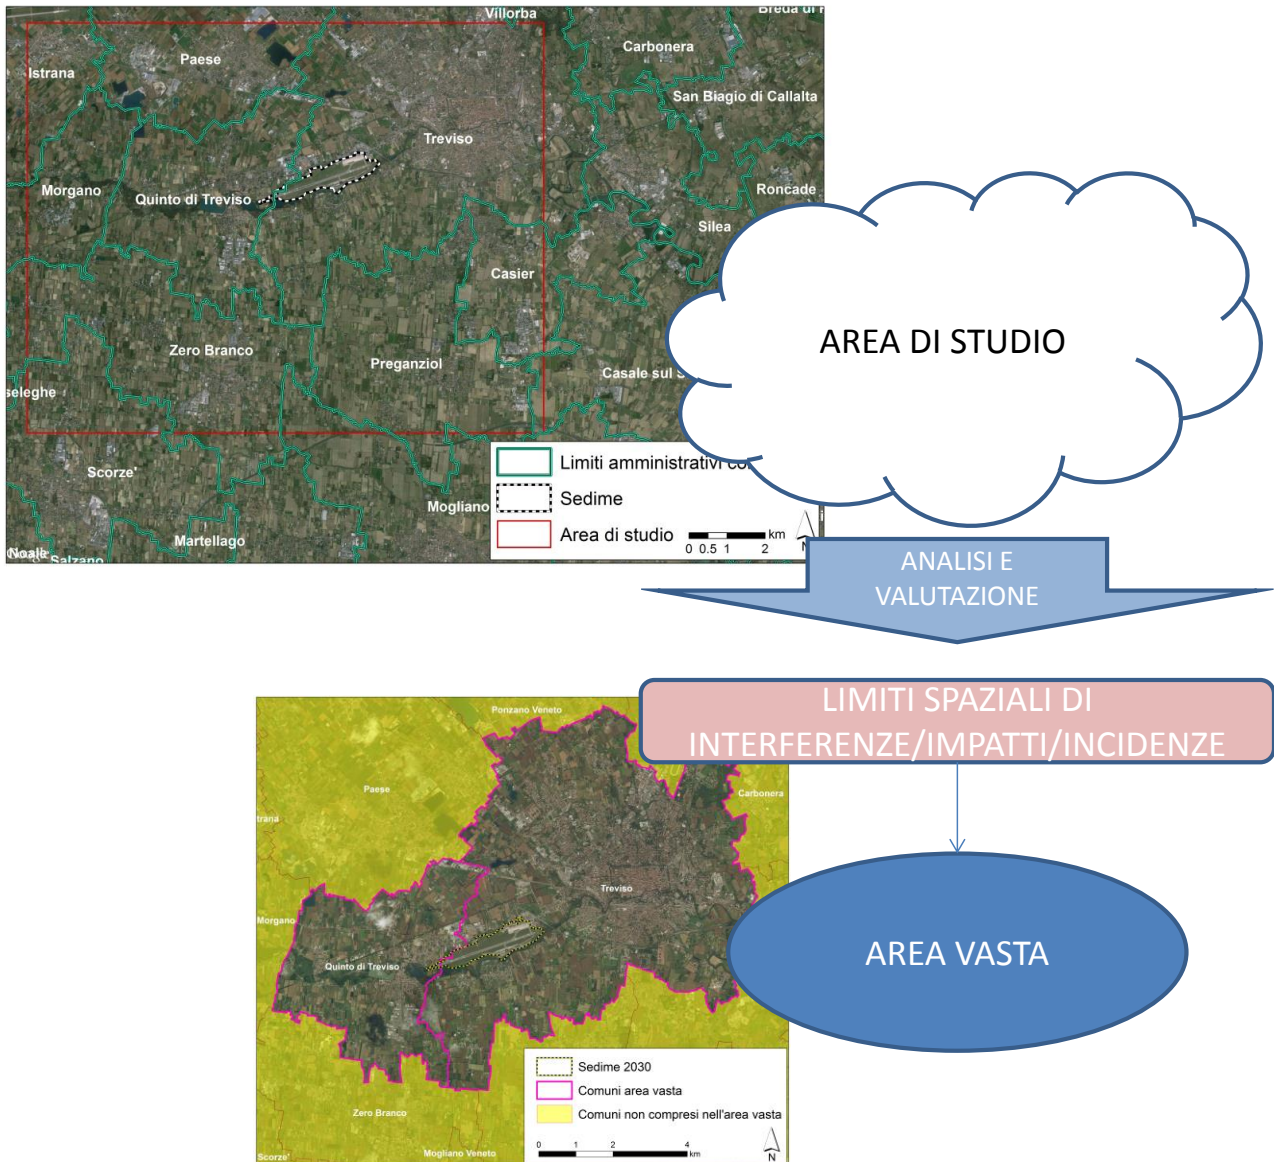 Villorba
Carbonera
Paese
Istrana
San Biagio di Callalta
Treviso
Morgano
Quinto di Treviso
Roncade
Silea
Casier
AREA DI STUDIO
Zero Branco
Preganziol
Casale sul S
seleghe
Scorze'
Limiti amministrativi
Sedime
Mogliano
Area di studio
0 0.5 1 2 km
N
Martellago
Noale
Salzano
ANALISI E
VALUTAZIONE
LIMITI SPAZIALI DI
INTERFERENZE/IMPATTI/INCIDENZE
Ponzano Veneto
Paese
Carbonera
trana
Treviso
Morgano
Quinto di Treviso
AREA VASTA
Sedime 2030
Comuni area vasta
Comuni non compresi nell'area vasta
Zero Branco
0 1 2 4
km
N
Scorze'
Mogliano Veneto